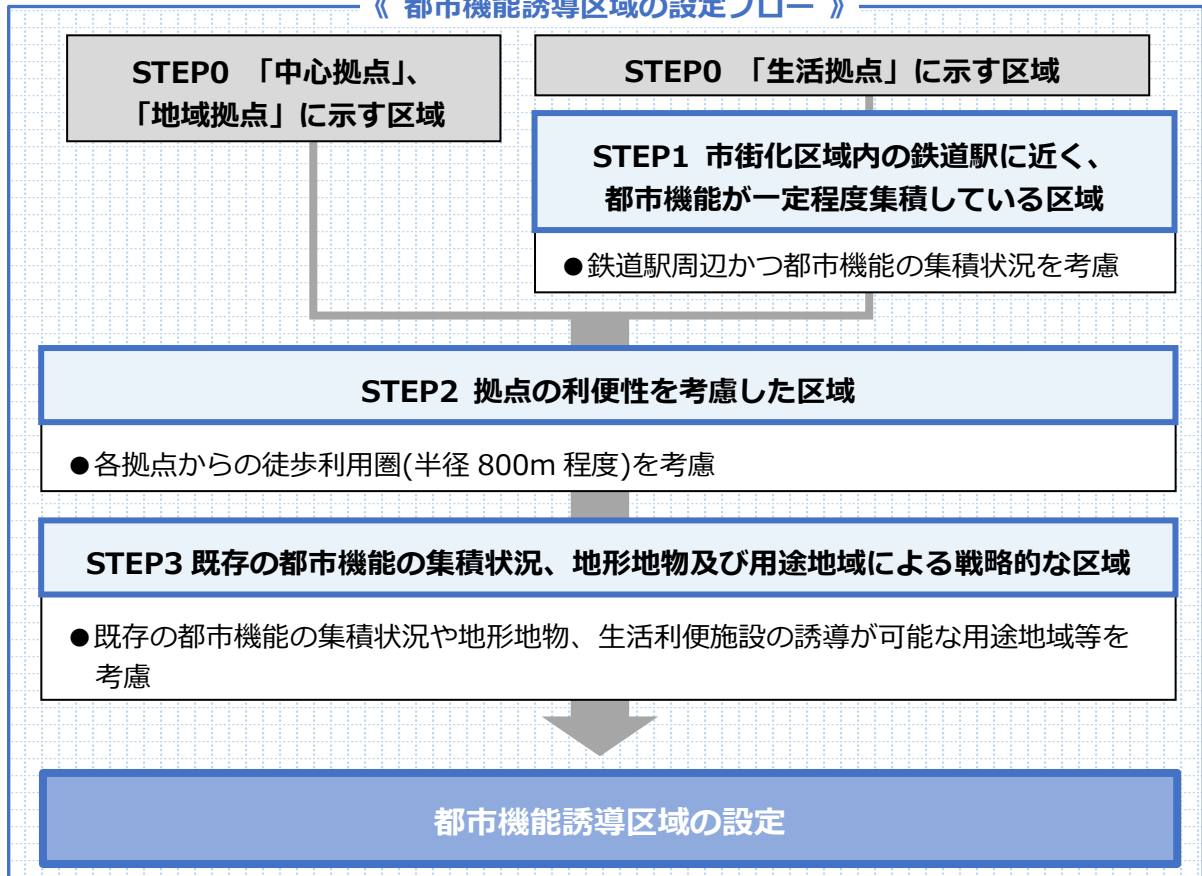 《 都市機能誘導区域の設定フロー 》
STEP0 「中心拠点」、
「地域拠点」に示す区域
STEP0 「生活拠点」に示す区域
STEP1 市街化区域内の鉄道駅に近く、
都市機能が一定程度集積している区域
●鉄道駅周辺かつ都市機能の集積状況を考慮
STEP2 拠点の利便性を考慮した区域
●各拠点からの徒歩利用圏(半径 800m 程度)を考慮
STEP3 既存の都市機能の集積状況、地形地物及び用途地域による戦略的な区域
●既存の都市機能の集積状況や地形地物、生活利便施設の誘導が可能な用途地域等を
考慮
都市機能誘導区域の設定